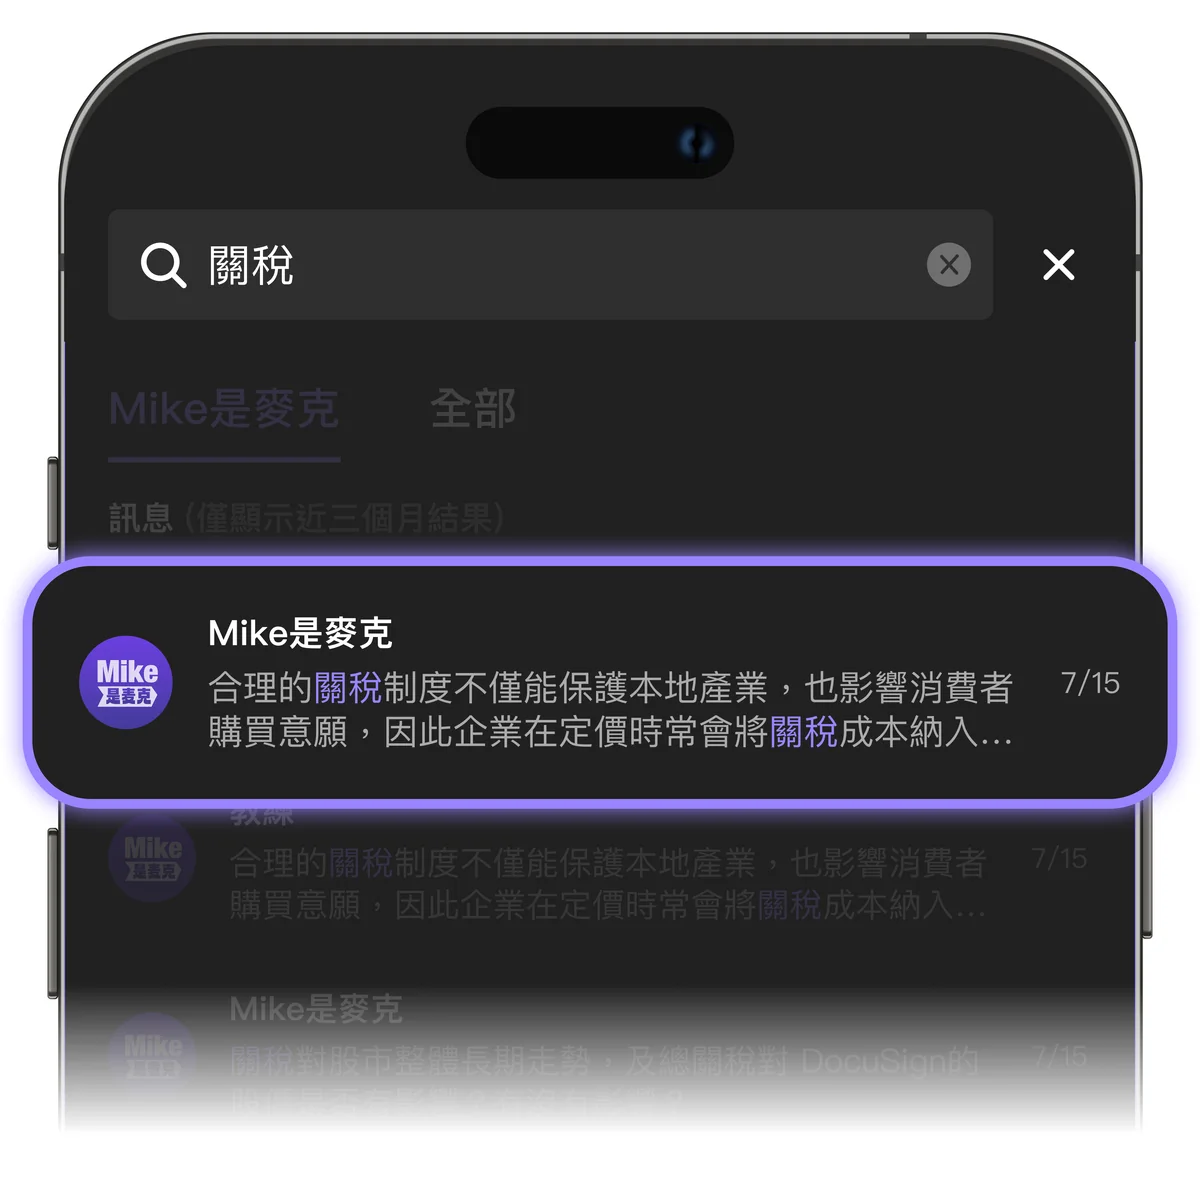 關稅
Mike是麥克 全部
訊息 (僅顯示近三個月結果)
Mike是麥克
Mike
是麥克
合理的關稅制度不僅能保護本地產業，也影響消費者 7/15
購買意願，因此企業在定價時常會將關稅成本納入...
教練
Mike
是麥克
合理的關稅制度不僅能保護本地產業，也影響消費者 7/15
購買意願，因此企業在定價時常會將關稅成本納入...
Mike是麥克
Mike
關稅對股市整體長期走勢，及總關稅對 DocuSign的 7/15